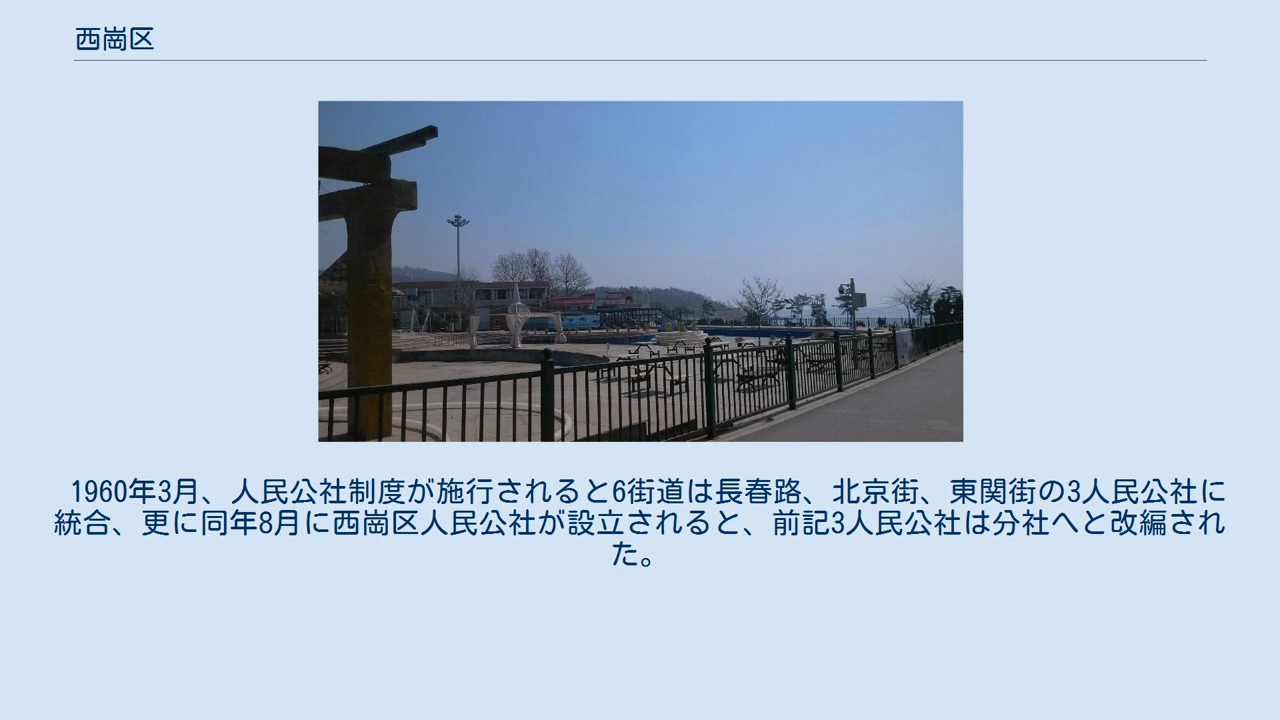 西崗区
1960年3月、人民公社制度が施行されると6街道は長春路、北京街、東関街の3人民公社に
統合、更に同年8月に西崗区人民公社が設立されると、前記3人民公社は分社へと改編され
た。